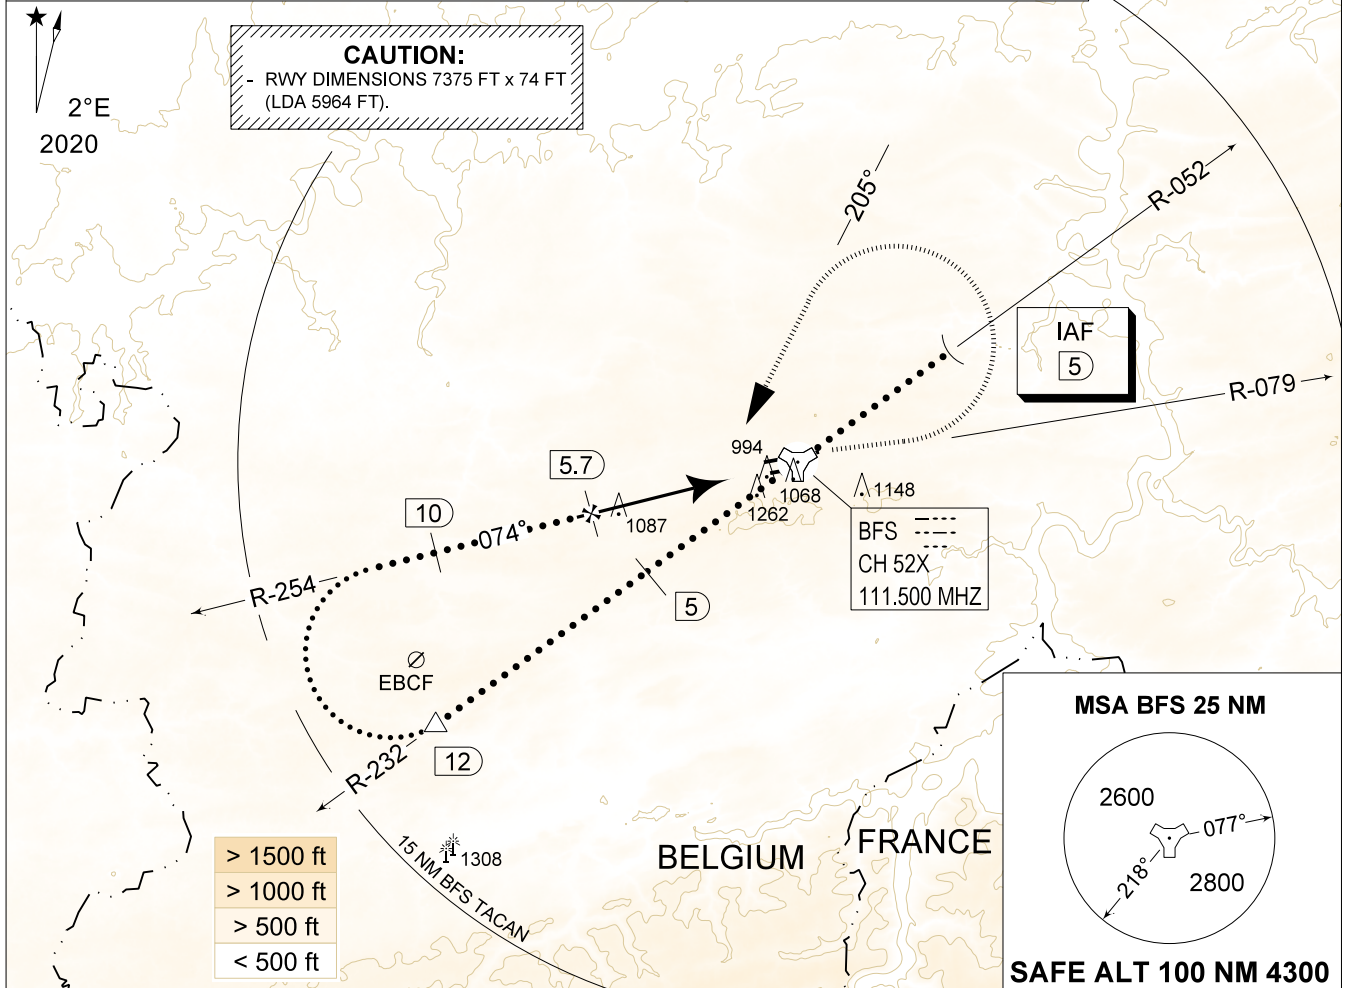 2°E
2020
CAUTION:
- RWY DIMENSIONS 7375 FT x 74 FT
(LDA 5964 FT).
205°
R-052
IAF
5
R-079
994
5.7
1068
1148
1262
1087
10
074°
BFS
CH 52X
111.500 MHZ
R-254
5
EBCF
12
R-232
MSA BFS 25 NM
2600
077°
218°
2800
SAFE ALT 100 NM 4300
> 1500 ft
> 1000 ft
> 500 ft
< 500 ft
1308
15 NM BFS TACAN
BELGIUM
FRANCE